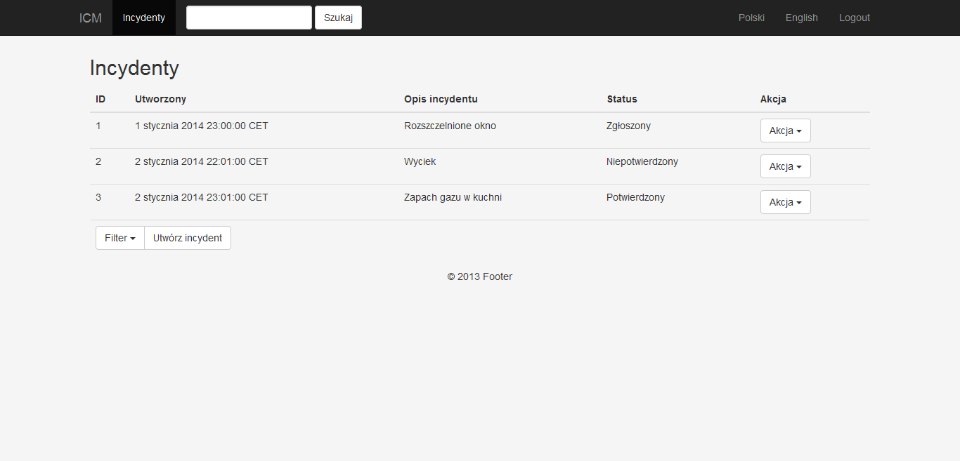 ICM Incydenty Szukaj Polski English Logout
Incydenty
ID Utworzony Opis incydentu Status Akcja
1 1 stycznia 2014 23:00:00 CET Rozszczelnione okno Zgłoszony Akcja
2 2 stycznia 2014 22:01:00 CET Wyciek Niepotwierdzony Akcja
3 2 stycznia 2014 23:01:00 CET Zapach gazu w kuchni Potwierdzony Akcja
Filter Utwórz incydent
© 2013 Footer